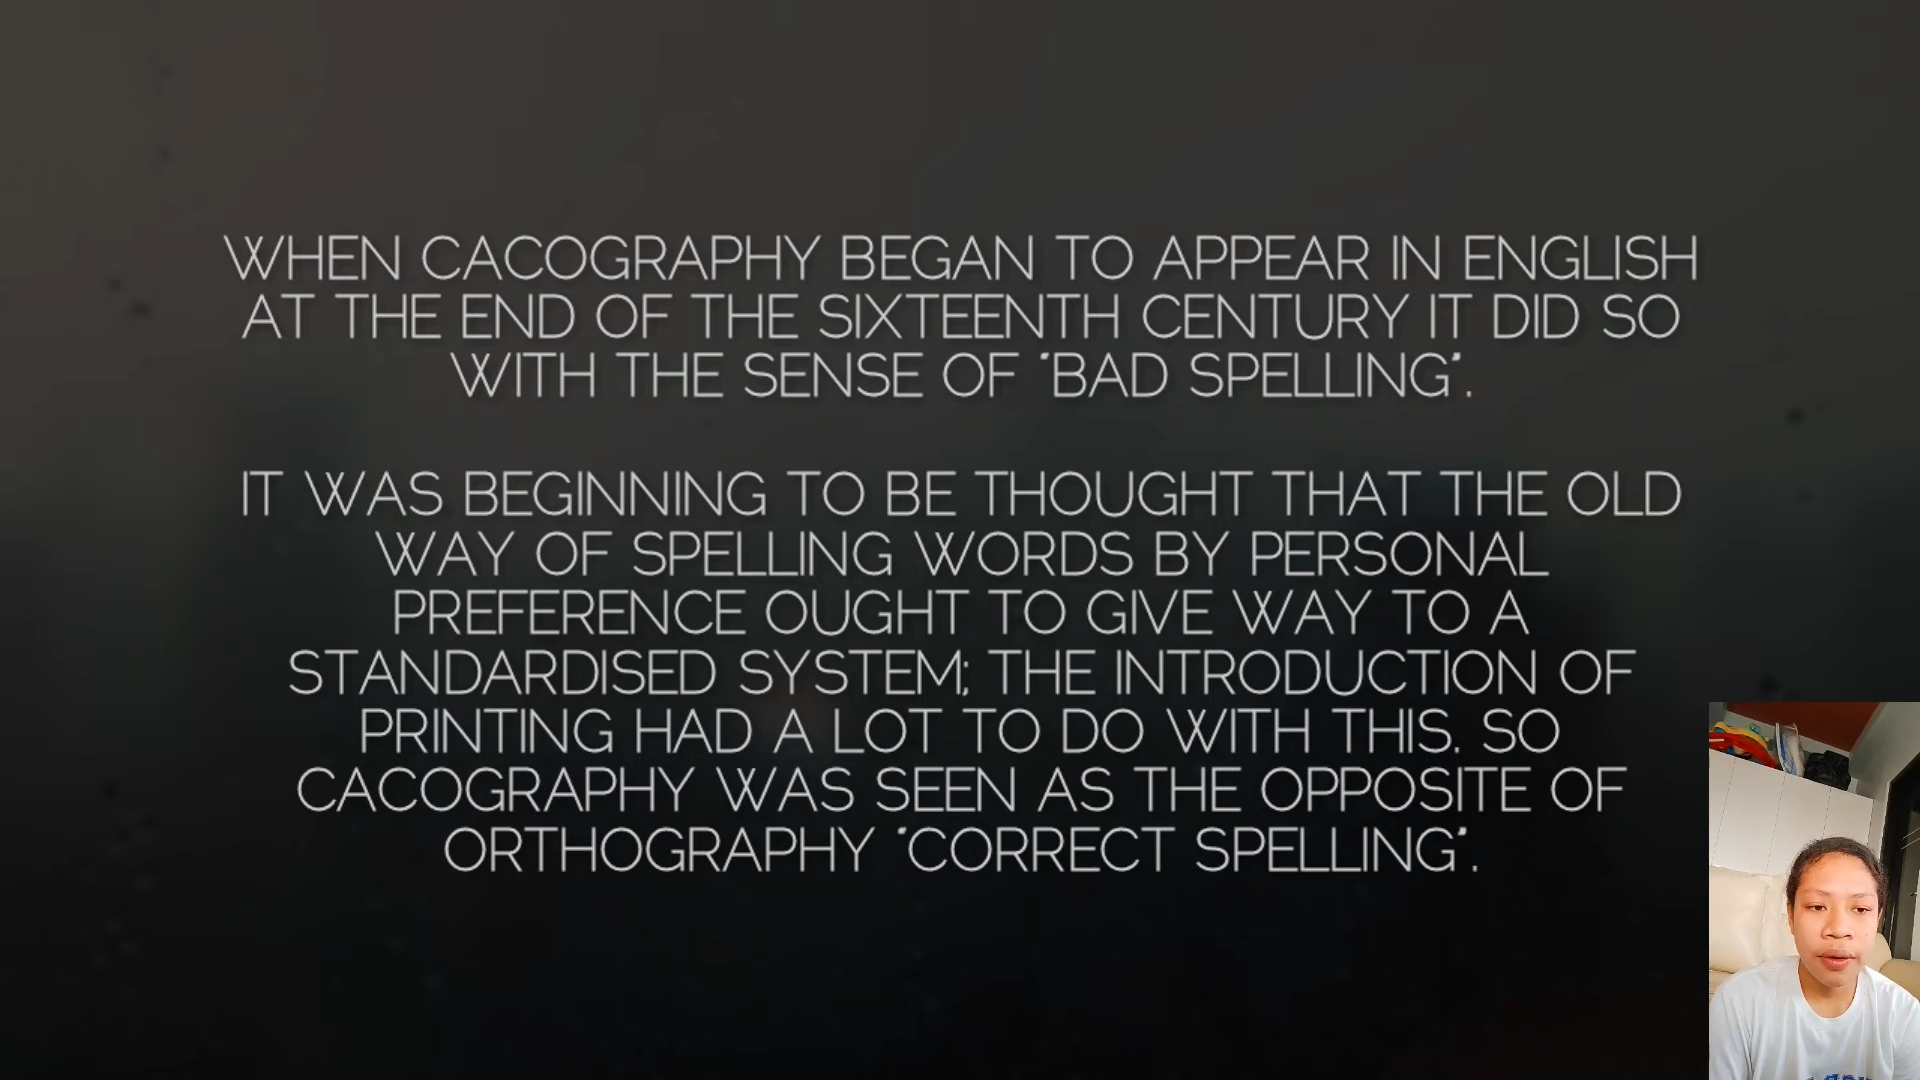 WHEN CACOGRAPHY BEGAN TO APPEAR IN ENGLISH
AT THE END OF THE SIXTEENTH CENTURY IT DID SO
WITH THE SENSE OF "BAD SPELLING".
IT WAS BEGINNING TO BE THOUGHT THAT THE OLD
WAY OF SPELLING WORDS BY PERSONAL
PREFERENCE OUGHT TO GIVE WAY TO A
STANDARDISED SYSTEM; THE INTRODUCTION OF
PRINTING HAD A LOT TO DO WITH THIS. SO
CACOGRAPHY WAS SEEN AS THE OPPOSITE OF
ORTHOGRAPHY "CORRECT SPELLING".